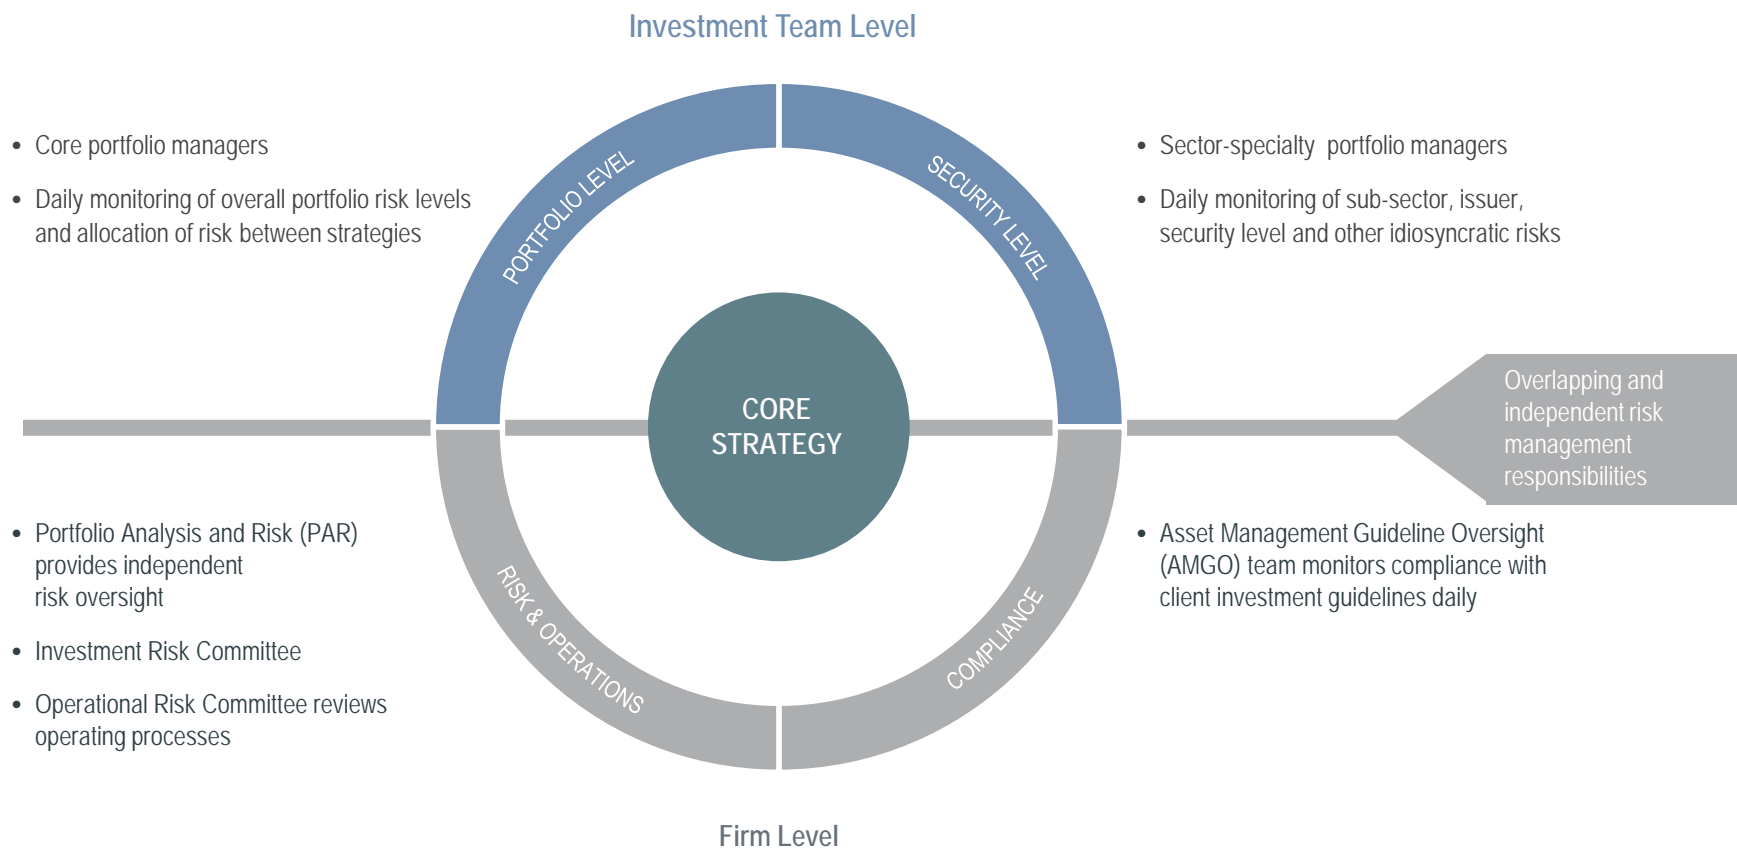 Investment Team Level
• Core portfolio managers
• Daily monitoring of overall portfolio risk levels
and allocation of risk between strategies
PORTFOLIO LEVEL
SECURITY LEVEL
• Sector-specialty portfolio managers
• Daily monitoring of sub-sector, issuer,
security level and other idiosyncratic risks
CORE
STRATEGY
Overlapping and
independent risk
management
responsibilities
• Portfolio Analysis and Risk (PAR)
provides independent
risk oversight
• Investment Risk Committee
• Operational Risk Committee reviews
operating processes
RISK & OPERATIONS
COMPLIANCE
• Asset Management Guideline Oversight
(AMGO) team monitors compliance with
client investment guidelines daily
Firm Level